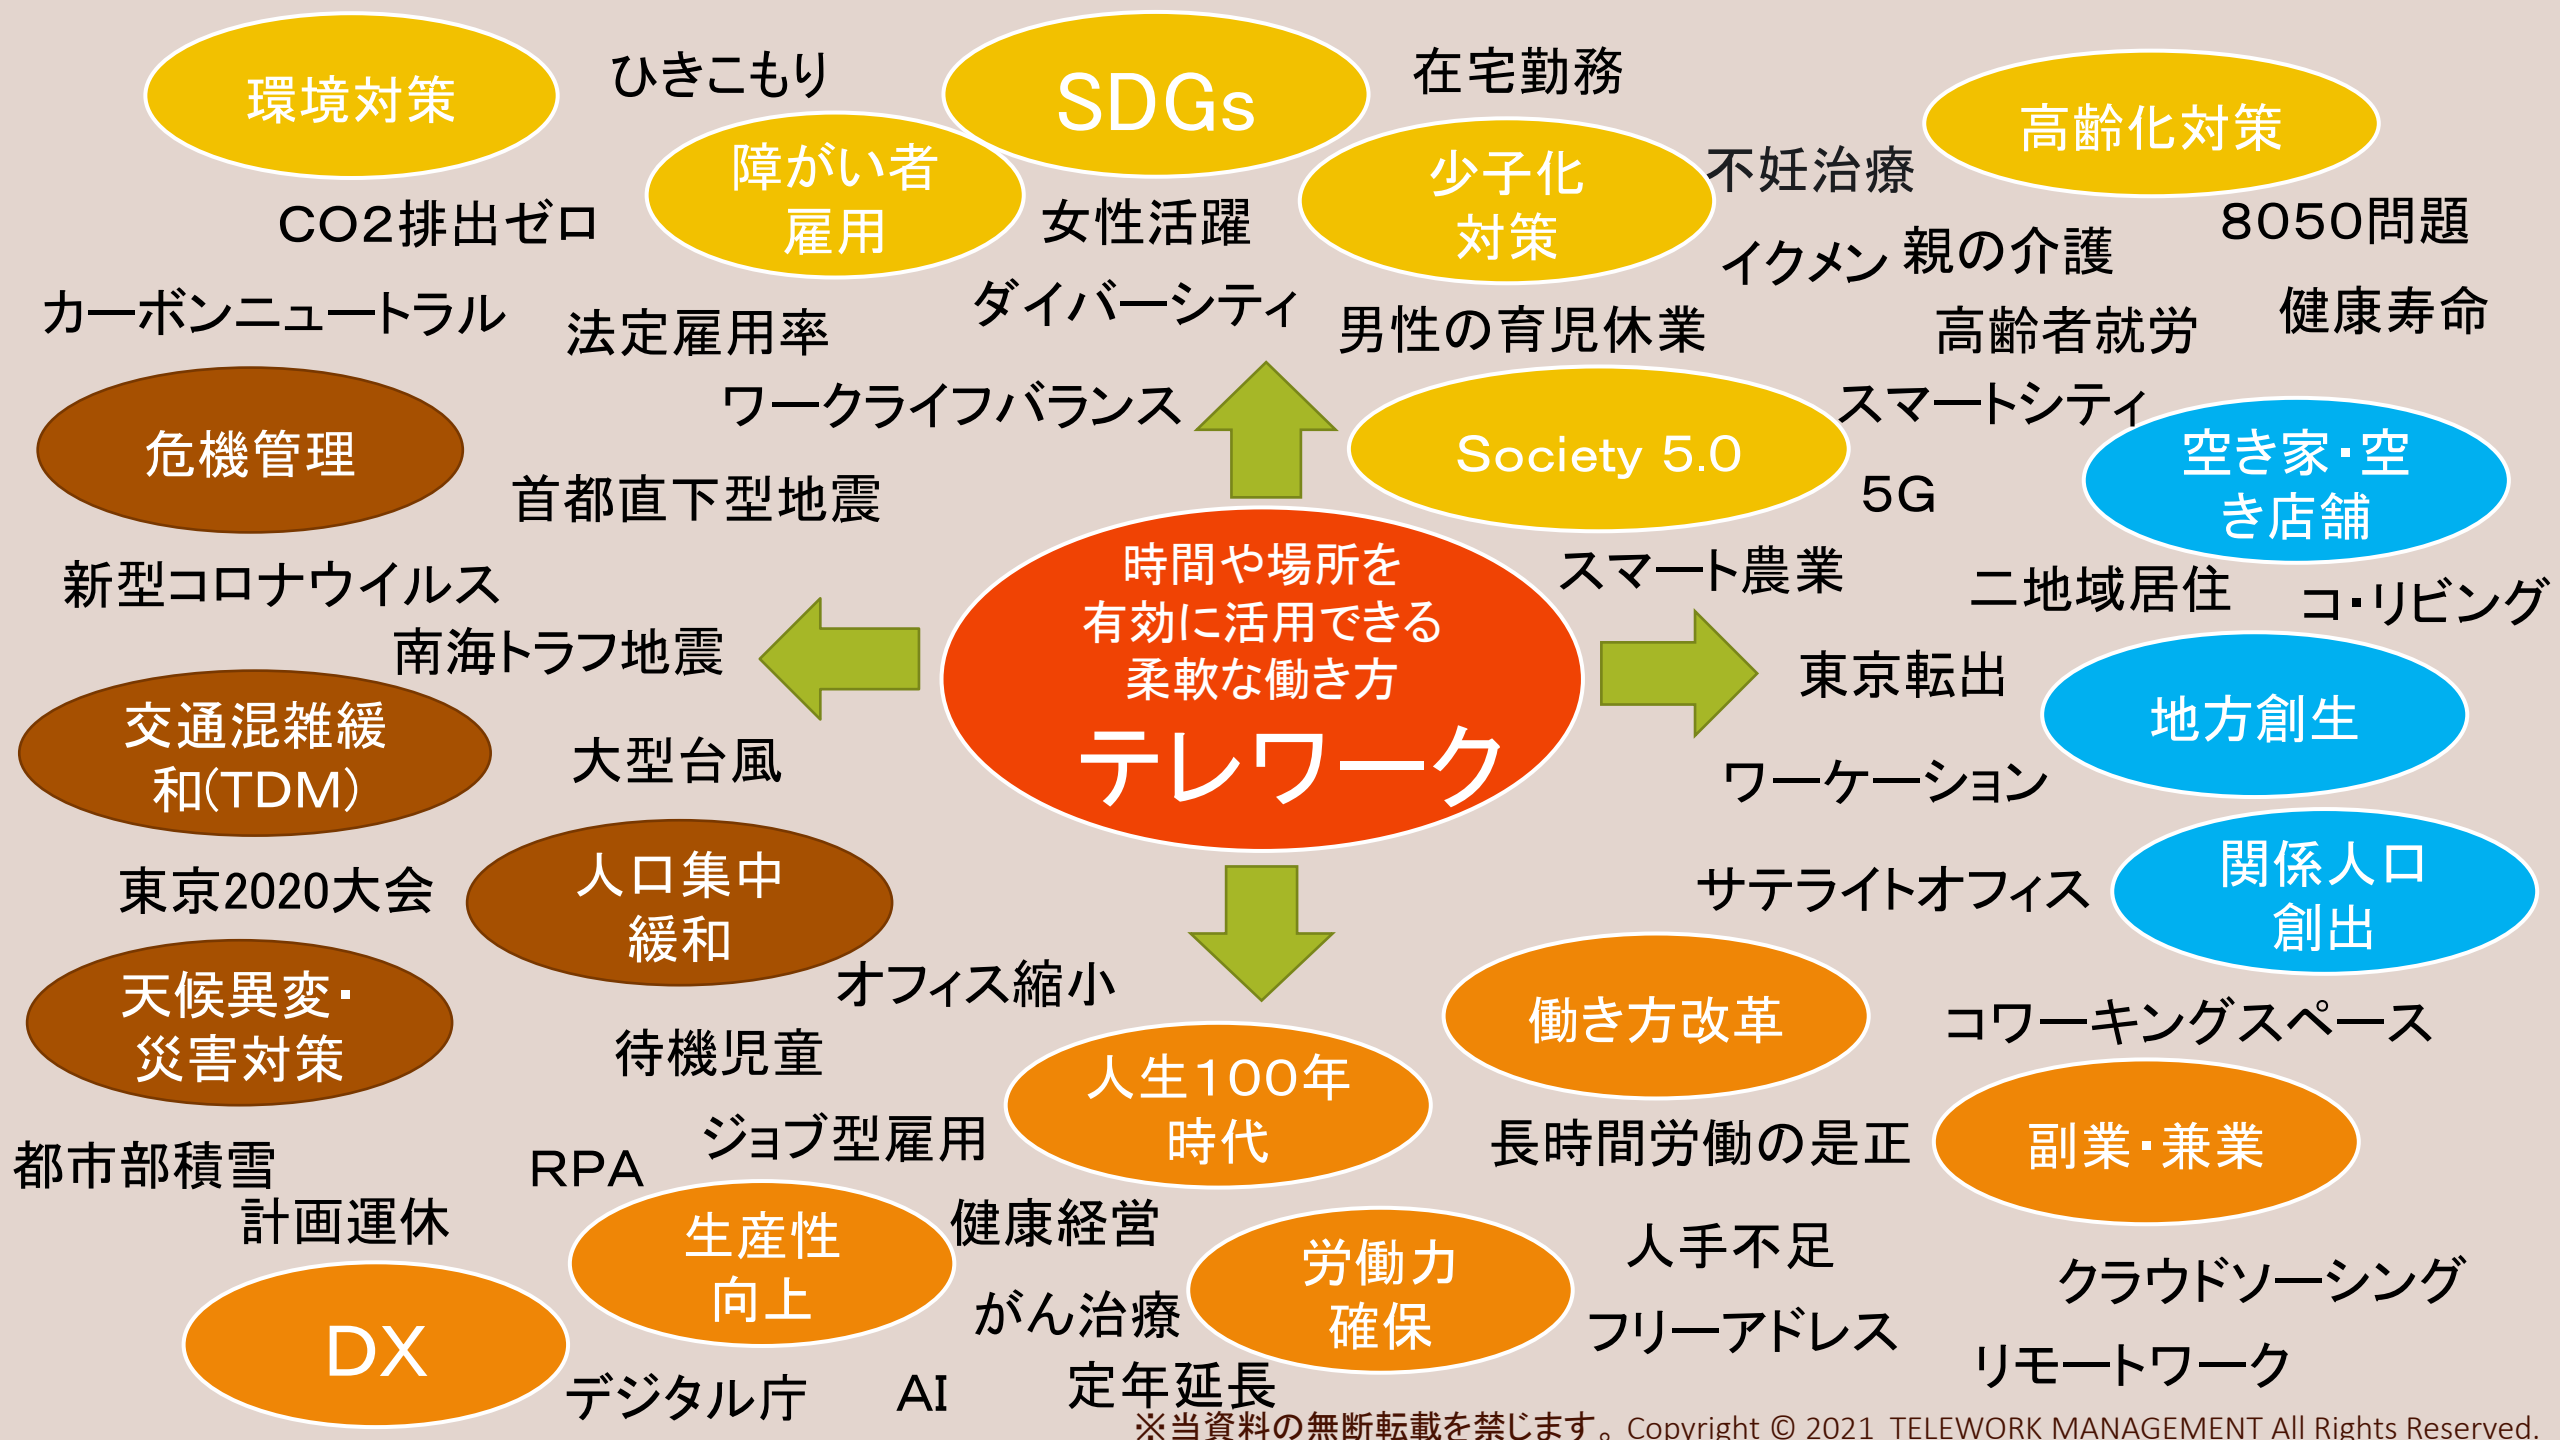 環境対策
ひきこもり
SDGs
在宅勤務
高齢化対策
障がい者
雇用
少子化
対策
不妊治療
CO2排出ゼロ
女性活躍
8050問題
イクメン
親の介護
カーボンニュートラル
法定雇用率
ダイバーシティ
男性の育児休業
高齢者就労
健康寿命
ワークライフバランス
スマートシティ
危機管理
Society 5.0
空き家・空
き店舗
首都直下型地震
5G
新型コロナウイルス
時間や場所を
有効に活用できる
柔軟な働き方
テレワーク
スマート農業
二地域居住
コ・リビング
南海トラフ地震
東京転出
地方創生
交通混雑緩
和(TDM)
大型台風
ワーケーション
東京2020大会
人口集中
緩和
サテライトオフィス
関係人口
創出
天候異変・
災害対策
オフィス縮小
働き方改革
コワーキングスペース
待機児童
人生100年
時代
ジョブ型雇用
長時間労働の是正
副業・兼業
都市部積雪
RPA
計画運休
生産性
向上
健康経営
労働力
確保
人手不足
クラウドソーシング
DX
がん治療
フリーアドレス
リモートワーク
デジタル庁
AI
定年延長
※当資料の無断転載を禁じます。Copyright © 2021 TELEWORK MANAGEMENT All Rights Reserved.